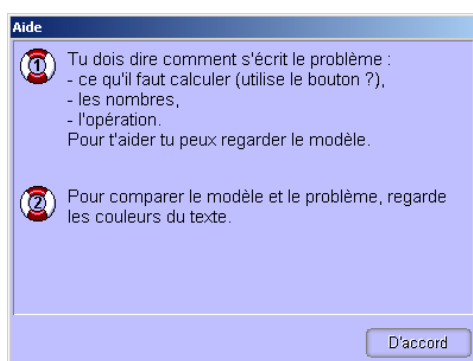 Aide
1 Tu dois dire comment s'écrit le problème :
- ce qu'il faut calculer (utilise le bouton ?),
- les nombres,
- l'opération.
Pour t'aider tu peux regarder le modèle.
2 Pour comparer le modèle et le problème, regarde
les couleurs du texte.
D'accord